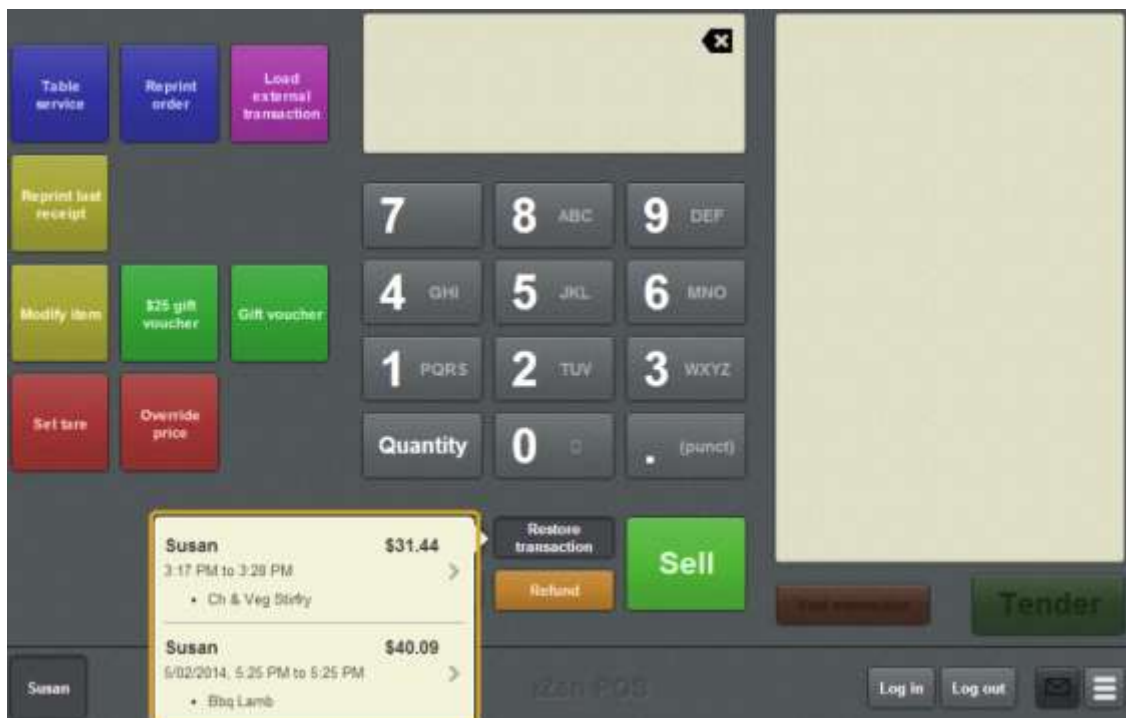 Table
service
Reprint
order
Load
external
transaction
Reprint last
receipt
Modify item
$25 gift
voucher
Gift voucher
Set tare
Override
price
7
8 ABC
9 DEF
4 GHI
5 JKL
6 MNO
1 PQRS
2 TUV
3 WXYZ
Quantity
0
. (punct)
Restore
transaction
Refund
Sell
Susan $31.44
3:17 PM to 3:28 PM
• Ch & Veg Stirfry
Susan $40.09
5/02/2014, 5:25 PM to 5:25 PM
• Bbq Lamb
Tender
Susan
POS
Log in
Log out